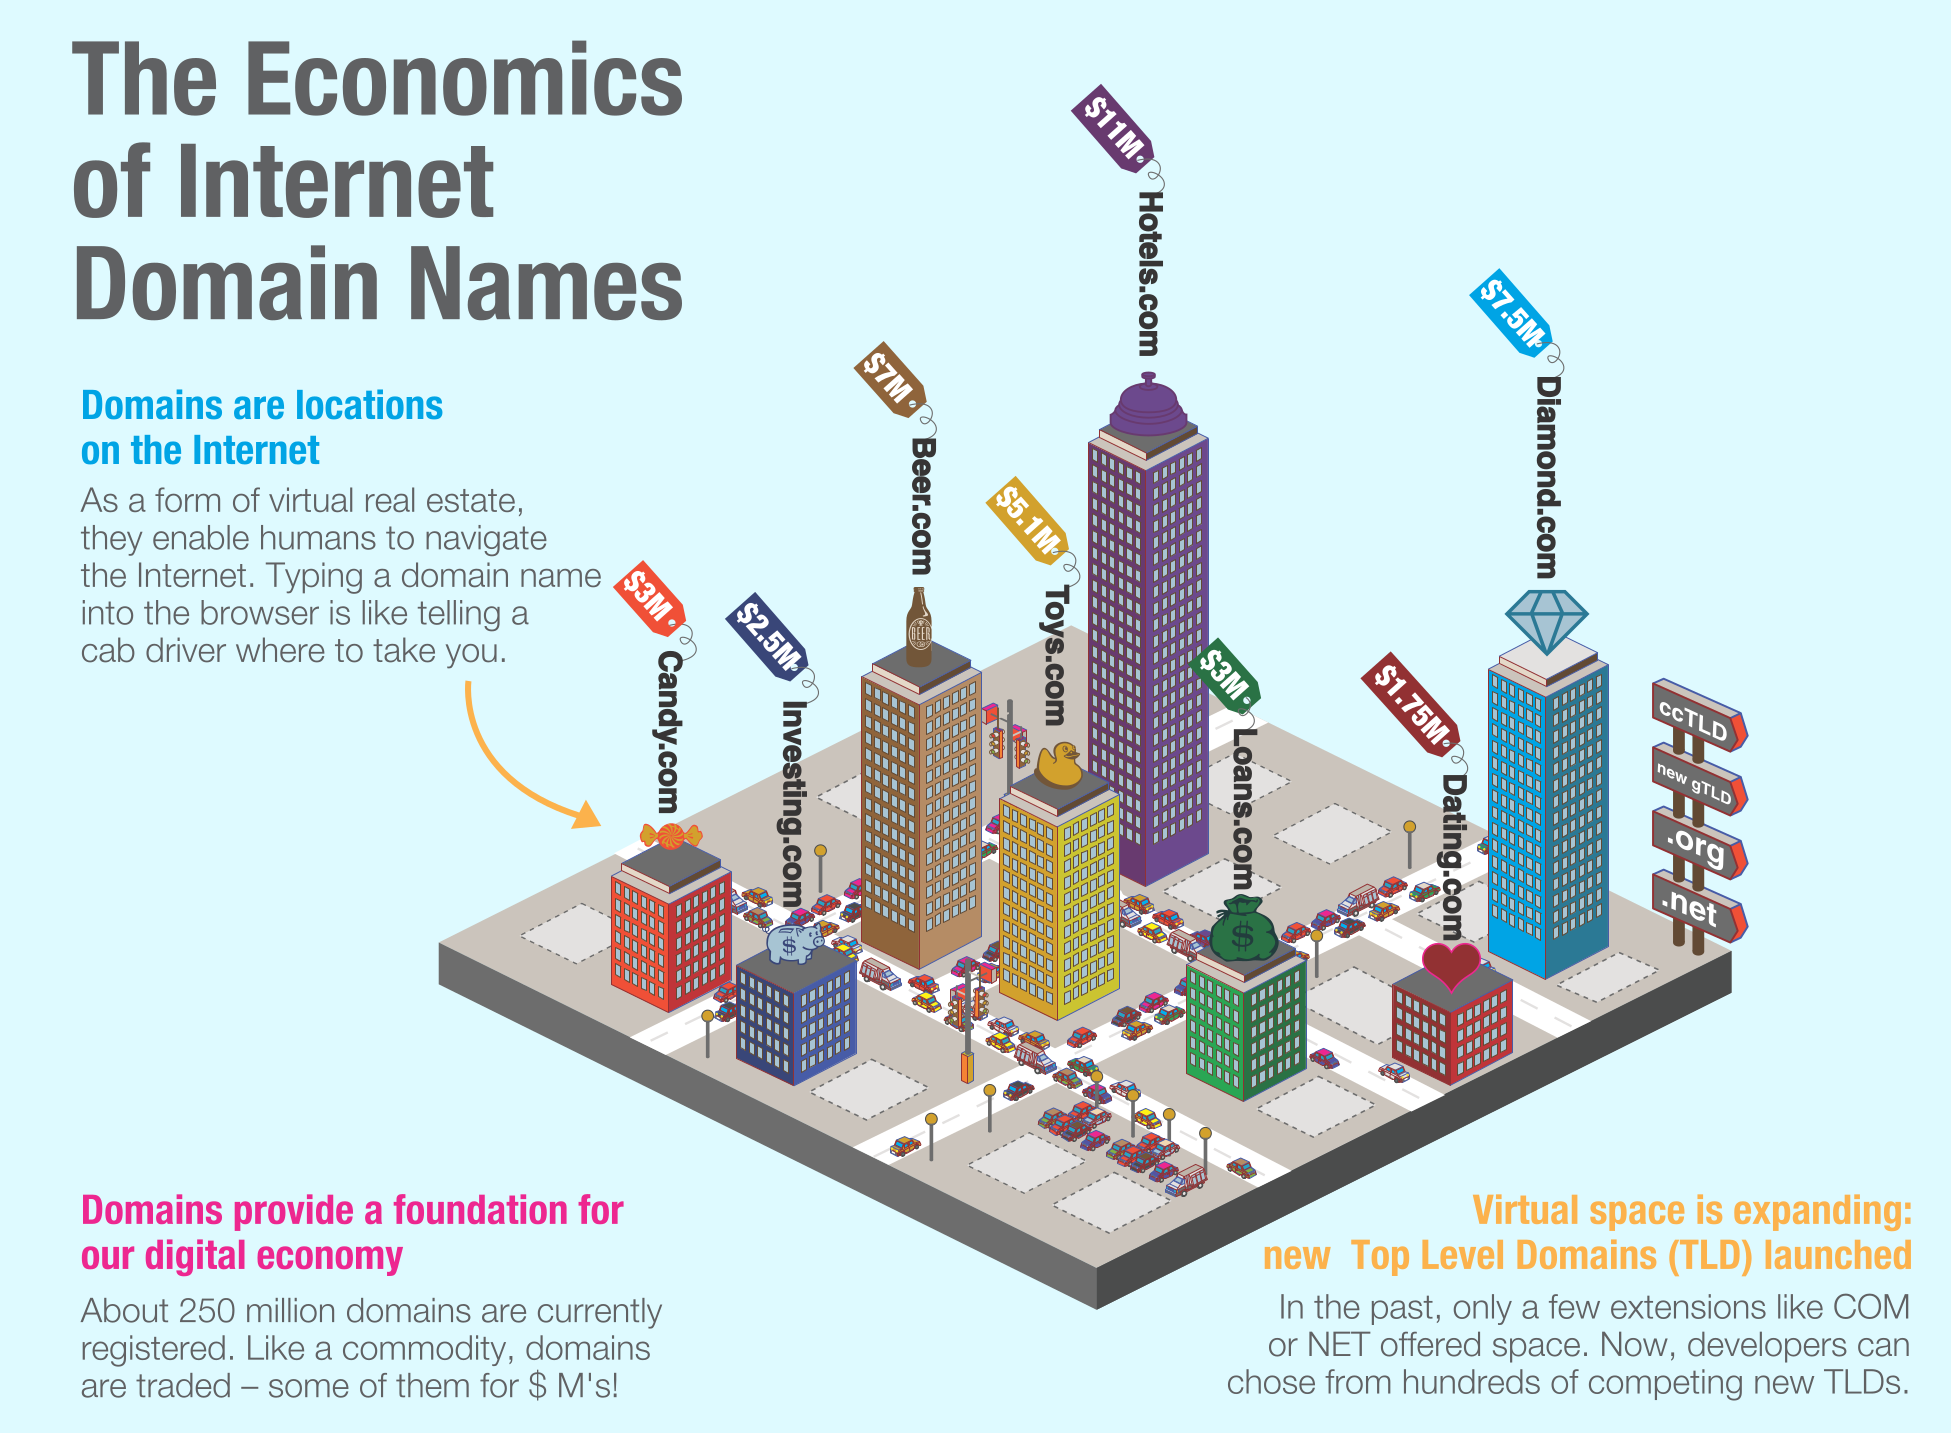 The Economics
of Internet
Domain Names
Domains are locations
on the Internet
As a form of virtual real estate,
they enable humans to navigate
the Internet. Typing a domain name
into the browser is like telling a
cab driver where to take you.
$3M
Candy.com
$2.5M
Investing.com
$7M
Beer.com
BEER
$5.1M
Toys.com
$11M
Hotels.com
$3M
Loans.com
$
$
$1.75M
Dating.com
$7.5M
Diamond.com
ccTLD
new gTLD
.org
.net
Domains provide a foundation for
our digital economy
About 250 million domains are currently
registered. Like a commodity, domains
are traded – some of them for $ M's!
Virtual space is expanding:
new Top Level Domains (TLD) launched
In the past, only a few extensions like COM
or NET offered space. Now, developers can
chose from hundreds of competing new TLDs.